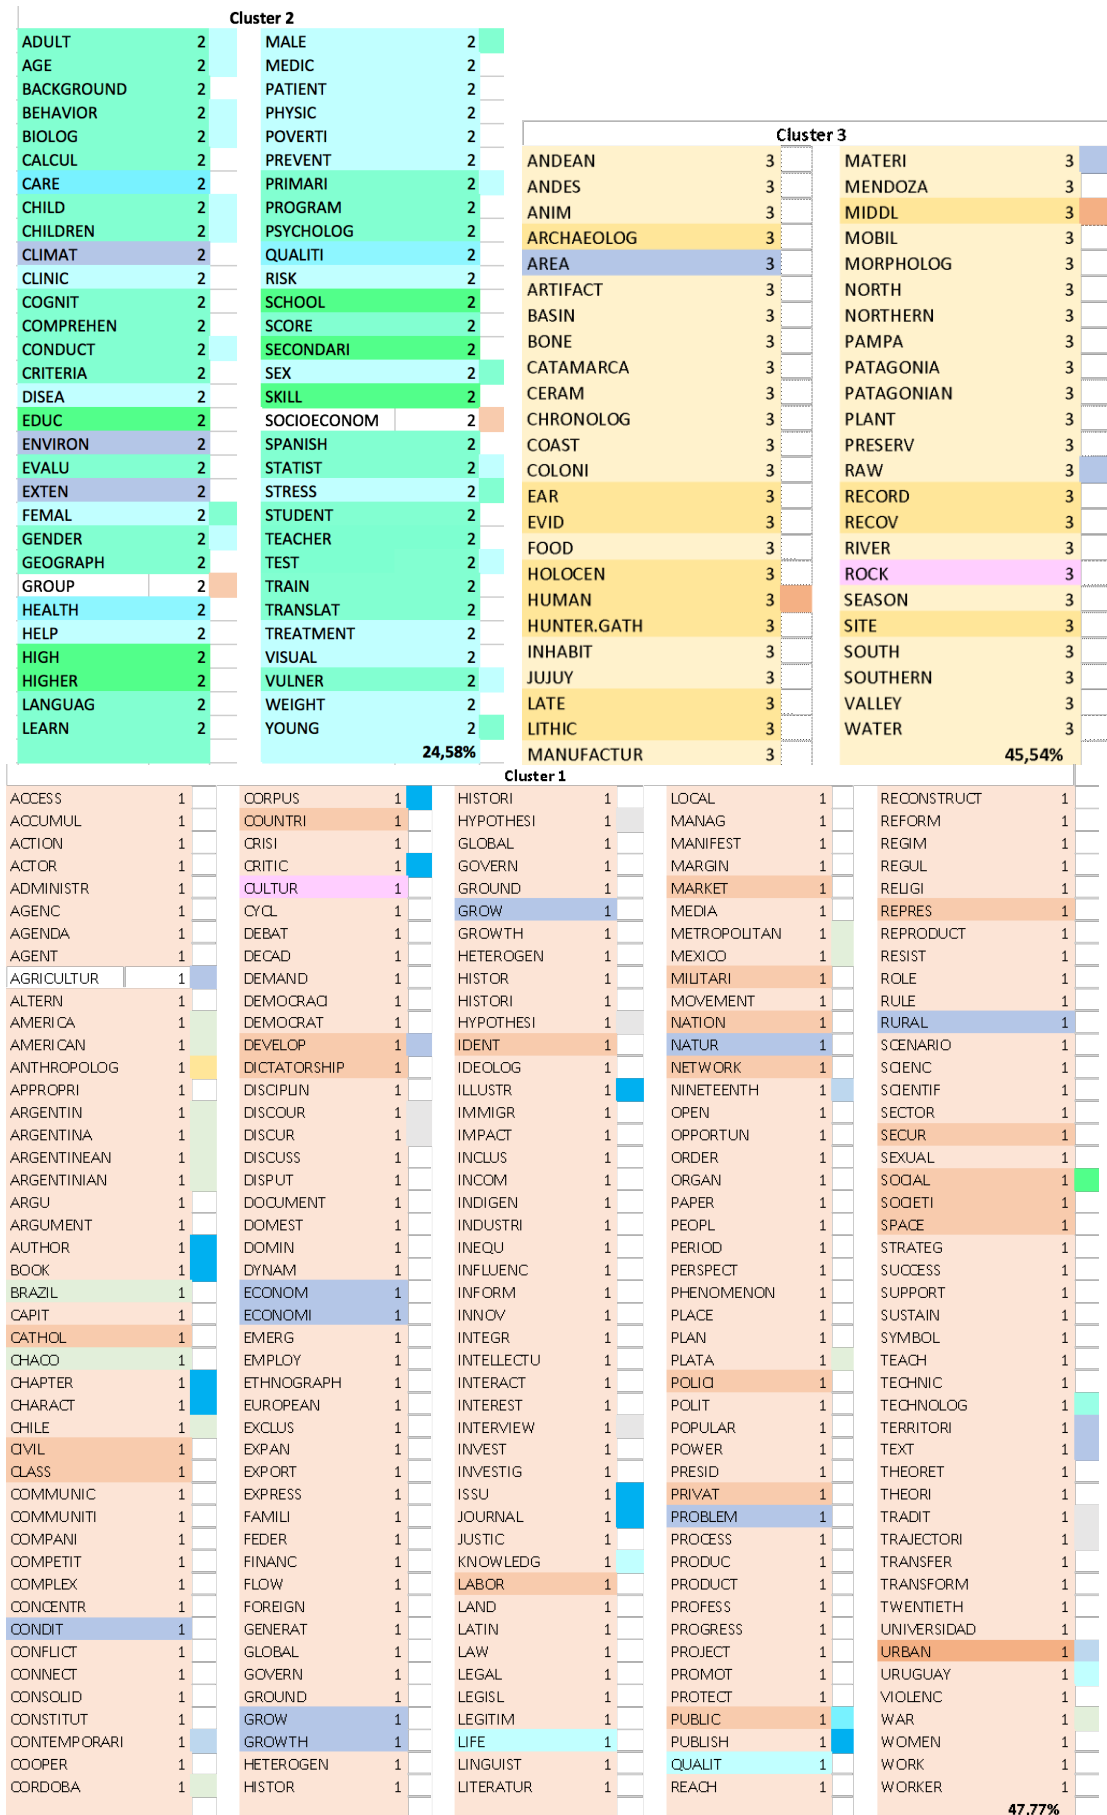 Cluster 2
ADULT 2 MALE 2
AGE 2 MEDIC 2
BACKGROUND 2 PATIENT 2
BEHAVIOR 2 PHYSIC 2
BIOLOG 2 POVERTI 2
CALCUL 2 PREVENT 2
CARE 2 PRIMARI 2
CHILD 2 PROGRAM 2
CHILDREN 2 PSYCHOLOG 2
CLIMAT 2 QUALITI 2
CLINIC 2 RISK 2
COGNIT 2 SCHOOL 2
COMPREHEN 2 SCORE 2
CONDUCT 2 SECONDARI 2
CRITERIA 2 SEX 2
DISEA 2 SKILL 2
EDUC 2 SOCIOECONOM 2
ENVIRON 2 SPANISH 2
EVALU 2 STATIST 2
EXTEN 2 STRESS 2
FEMAL 2 STUDENT 2
GENDER 2 TEACHER 2
GEOGRAPH 2 TEST 2
GROUP 2 TRAIN 2
HEALTH 2 TRANSLAT 2
HELP 2 TREATMENT 2
HIGH 2 VISUAL 2
HIGHER 2 VULNER 2
LANGUAG 2 WEIGHT 2
LEARN 2 YOUNG 2
24,58%
Cluster 3
ANDEAN 3 MATERI 3
ANDES 3 MENDOZA 3
ANIM 3 MIDDL 3
ARCHAEOLOG 3 MOBIL 3
AREA 3 MORPHOLOG 3
ARTIFACT 3 NORTH 3
BASIN 3 NORTHERN 3
BONE 3 PAMPA 3
CATAMARCA 3 PATAGONIA 3
CERAM 3 PATAGONIAN 3
CHRONOLOG 3 PLANT 3
COAST 3 PRESERV 3
COLONI 3 RAW 3
EAR 3 RECORD 3
EVID 3 RECOV 3
FOOD 3 RIVER 3
HOLOCEN 3 ROCK 3
HUMAN 3 SEASON 3
HUNTER.GATH 3 SITE 3
INHABIT 3 SOUTH 3
JUJUY 3 SOUTHERN 3
LATE 3 VALLEY 3
LITHIC 3 WATER 3
MANUFACTUR 3 45,54%
Cluster 1
ACCESS 1 CORPUS 1 HISTORI 1 LOCAL 1 RECONSTRUCT 1
ACCUMUL 1 COUNTRI 1 HYPOTHESI 1 MANAG 1 REFORM 1
ACTION 1 CRISI 1 GLOBAL 1 MANIFEST 1 REGIM 1
ACTOR 1 CRITIC 1 GOVERN 1 MARGIN 1 REGUL 1
ADMINISTR 1 CULTUR 1 GROUND 1 MARKET 1 RELIGI 1
AGENC 1 CYCL 1 GROW 1 MEDIA 1 REPRES 1
AGENDA 1 DEBAT 1 GROWTH 1 METROPOLITAN 1 REPRODUCT 1
AGENT 1 DECAD 1 HETEROGEN 1 MEXICO 1 RESIST 1
AGRICULTUR 1 DEMAND 1 HISTOR 1 MILITARI 1 ROLE 1
ALTERN 1 DEMOCRACI 1 HISTORI 1 MOVEMENT 1 RULE 1
AMERICA 1 DEMOCRAT 1 HYPOTHESI 1 NATION 1 RURAL 1
AMERICAN 1 DEVELOP 1 IDENT 1 NATUR 1 SCENARIO 1
ANTHROPOLOG 1 DICTATORSHIP 1 IDEOLOG 1 NETWORK 1 SCIENC 1
APPROPRI 1 DISCIPLIN 1 ILLUSTR 1 NINETEENTH 1 SCIENTIF 1
ARGENTIN 1 DISCOUR 1 IMMIGR 1 OPEN 1 SECTOR 1
ARGENTINA 1 DISCUR 1 IMPACT 1 OPPORTUN 1 SECUR 1
ARGENTINEAN 1 DISCUSS 1 INCLUS 1 ORDER 1 SEXUAL 1
ARGENTINIAN 1 DISPUT 1 INCOM 1 ORGAN 1 SOCIAL 1
ARGU 1 DOCUMENT 1 INDIGEN 1 PAPER 1 SOCIETI 1
ARGUMENT 1 DOMEST 1 INDUSTRI 1 PEOPL 1 SPACE 1
AUTHOR 1 DOMIN 1 INEQU 1 PERIOD 1 STRATEG 1
BOOK 1 DYNAM 1 INFLUENC 1 PERSPECT 1 SUCCESS 1
BRAZIL 1 ECONOM 1 INFORM 1 PHENOMENON 1 SUPPORT 1
CAPIT 1 ECONOMI 1 INNOV 1 PLACE 1 SUSTAIN 1
CATHOL 1 EMERG 1 INTEGR 1 PLAN 1 SYMBOL 1
CHACO 1 EMPLOY 1 INTELLECTU 1 PLATA 1 TEACH 1
CHAPTER 1 ETHNOGRAPH 1 INTERACT 1 POLICI 1 TECHNIC 1
CHARACT 1 EUROPEAN 1 INTEREST 1 POLIT 1 TECHNOLOG 1
CHILE 1 EXCLUS 1 INTERVIEW 1 POPULAR 1 TERRITORI 1
CIVIL 1 EXPAN 1 INVEST 1 POWER 1 TEXT 1
CLASS 1 EXPORT 1 INVESTIG 1 PRESID 1 THEORET 1
COMMUNIC 1 EXPRESS 1 ISSU 1 PRIVAT 1 THEORI 1
COMMUNITI 1 FAMILI 1 JOURNAL 1 PROBLEM 1 TRADIT 1
COMPANI 1 FEDER 1 JUSTIC 1 PROCESS 1 TRAJECTORI 1
COMPETIT 1 FINANC 1 KNOWLEDG 1 PRODUC 1 TRANSFER 1
COMPLEX 1 FLOW 1 LABOR 1 PRODUCT 1 TRANSFORM 1
CONCENTR 1 FOREIGN 1 LAND 1 PROFESS 1 TWENTIETH 1
CONDIT 1 GENERAT 1 LATIN 1 PROGRESS 1 UNIVERSIDAD 1
CONFLICT 1 GLOBAL 1 LAW 1 PROJECT 1 URBAN 1
CONNECT 1 GOVERN 1 LEGAL 1 PROMOT 1 URUGUAY 1
CONSOLID 1 GROUND 1 LEGISL 1 PROTECT 1 VIOLENC 1
CONSTITUT 1 GROW 1 LEGITIM 1 PUBLIC 1 WAR 1
CONTEMPORARI 1 GROWTH 1 LIFE 1 PUBLISH 1 WOMEN 1
COOPER 1 HETEROGEN 1 LINGUIST 1 QUALIT 1 WORK 1
CORDOBA 1 HISTOR 1 LITERATUR 1 REACH 1 WORKER 1
47,77%